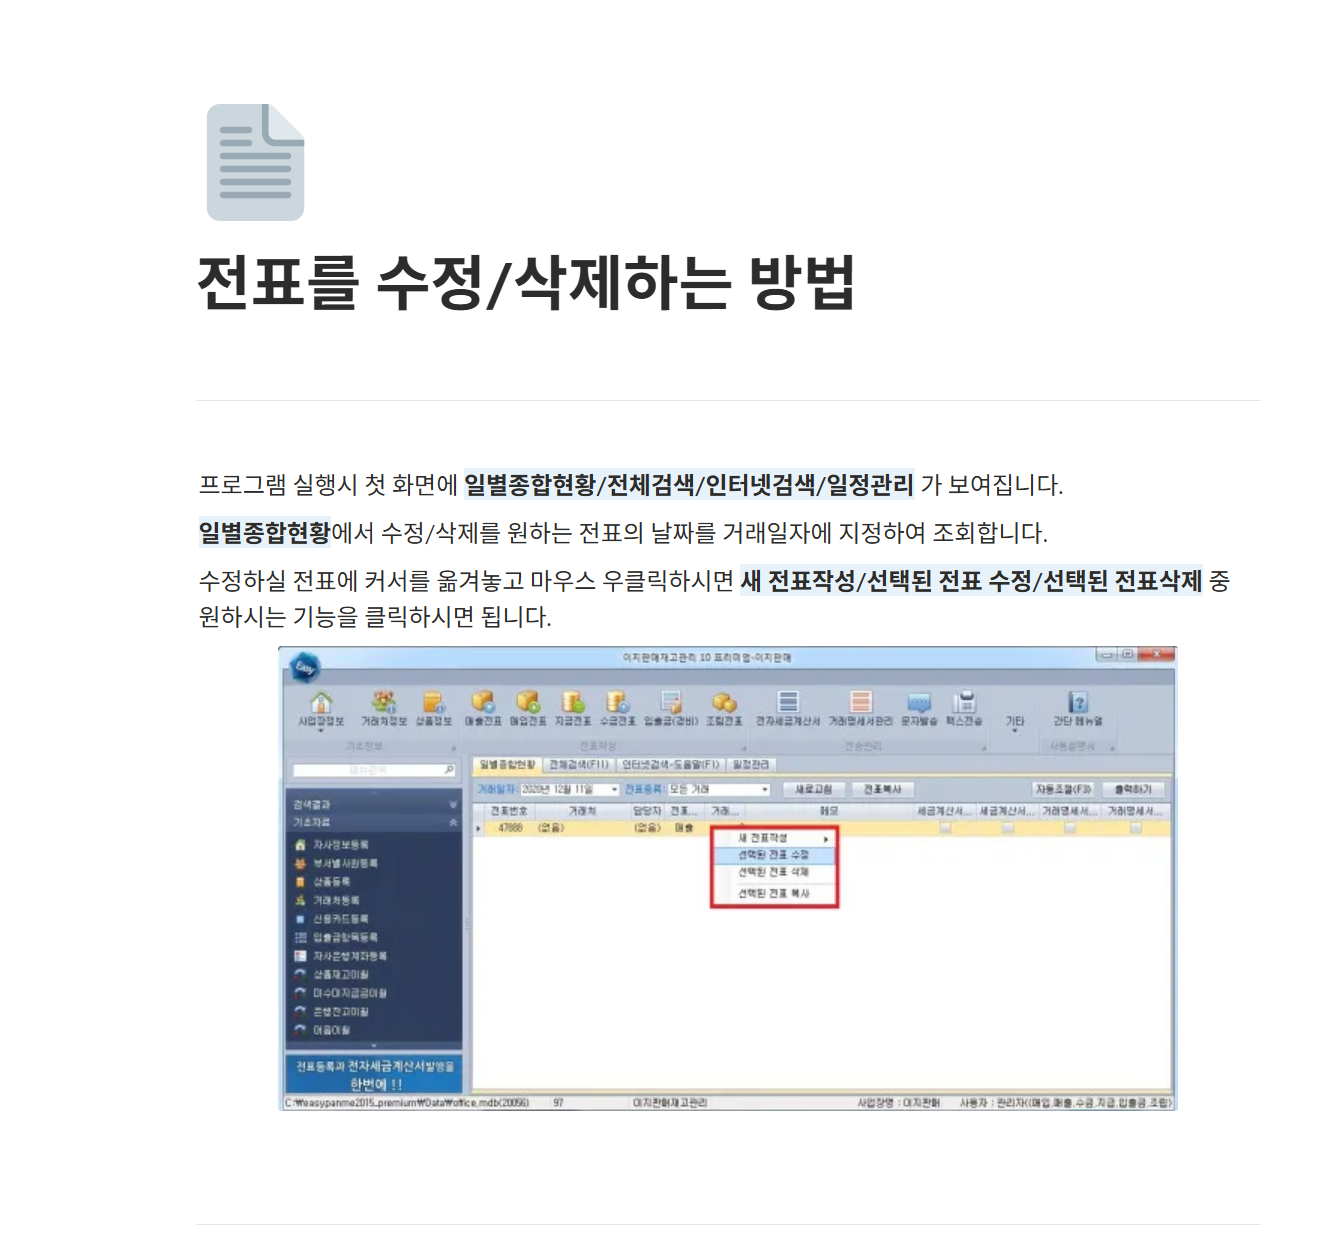 전표를 수정/삭제하는 방법
프로그램 실행시 첫 화면에 일별종합현황/전체검색/인터넷검색/일정관리 가 보여집니다.
일별종합현황에서 수정/삭제를 원하는 전표의 날짜를 거래일자에 지정하여 조회합니다.
수정하실 전표에 커서를 옮겨놓고 마우스 우클릭하시면 새 전표작성/선택된 전표 수정/선택된 전표삭제 중
원하시는 기능을 클릭하시면 됩니다.
이지판매재고관리 10 프리미엄-이지판매
Easy
사업장정보 거래처정보 상품정보 매출전표 매입전표 지급전표 수금전표 입출금(경비) 조립전표 전자세금계산서 거래명세서관리 문자발송 팩스전송 기타 간단 메뉴얼
기초정보 전표작성 전송관리 사용설명서
메뉴검색
일별종합현황 전체검색(F11) 인터넷검색-도움말(F1) 일정관리
거래일자: 2020년 12월 11일 전표종류: 모든 거래 새로고침 전표복사 자동조절(F3) 출력하기
전표번호 거래처 담당자 전표... 거래... 메모 세금계산서... 세금계산서... 거래명세서... 거래명세서...
47868 (없음) (없음) 매출
새 전표작성
선택된 전표 수정
선택된 전표 삭제
선택된 전표 복사
검색결과
기초자료
자사정보등록
부서별사원등록
상품등록
거래처등록
신용카드등록
입출금항목등록
자사은행계좌등록
상품재고이월
미수미지급금이월
은행잔고이월
어음이월
전표등록과 전자세금계산서발행을
한번에 !!
C:₩easypanme2015_premium₩Data₩office.mdb(20056) 97 이지판매재고관리 사업장명 : 이지판매 사용자 : 관리자((매입,매출,수금,지급,입출금,조립)